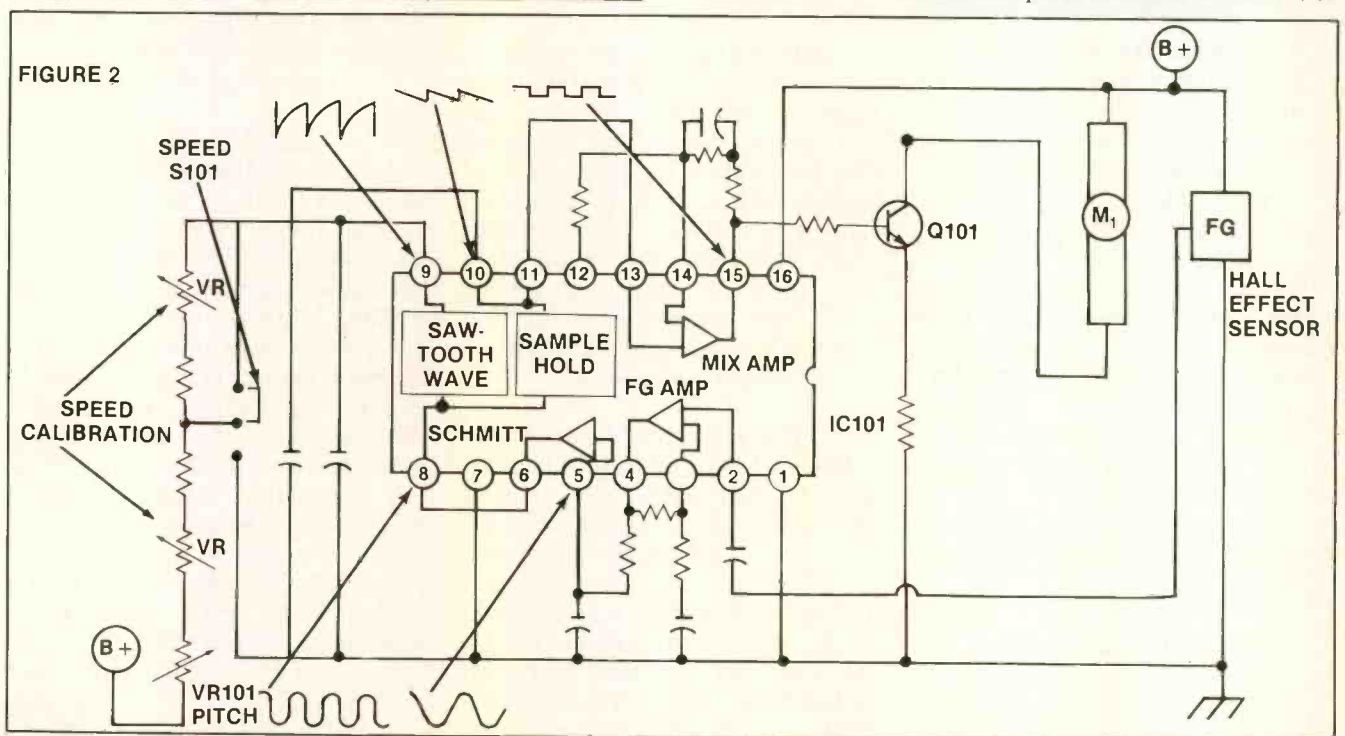 FIGURE 2
B +
SPEED
S101
VR
SPEED
CALIBRATION
VR
B +
VR101
PITCH
9
10
11
12
13
14
15
16
SAW-
TOOTH
WAVE
SAMPLE
HOLD
MIX AMP
FG AMP
SCHMITT
8
7
6
5
4
2
1
Q101
IC101
M1
FG
HALL
EFFECT
SENSOR